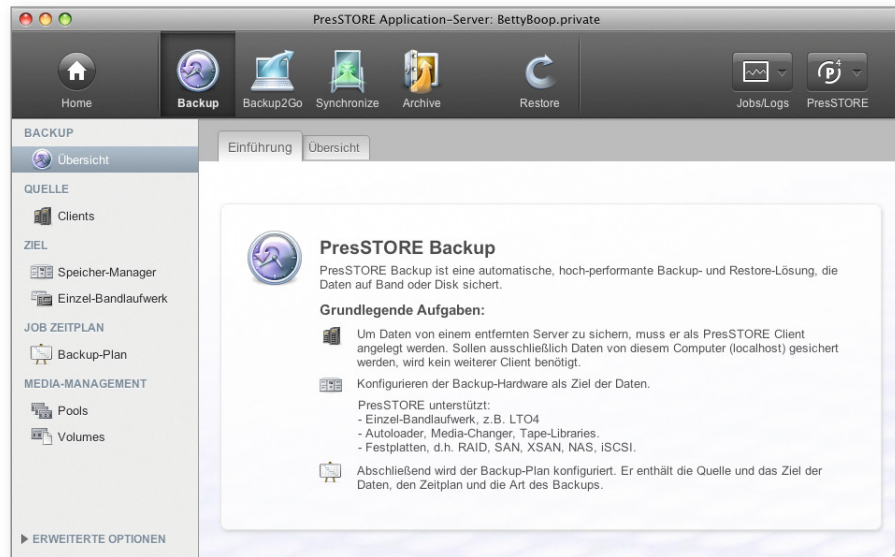 PresSTORE Application-Server: BettyBoop.private
Home
Backup
Backup2Go
Synchronize
Archive
Restore
Jobs/Logs
P4
PresSTORE
BACKUP
Übersicht
QUELLE
Clients
ZIEL
Speicher-Manager
Einzel-Bandlaufwerk
JOB ZEITPLAN
Backup-Plan
MEDIA-MANAGEMENT
Pools
Volumes
ERWEITERTE OPTIONEN
Einführung
Übersicht
PresSTORE Backup
PresSTORE Backup ist eine automatische, hoch-performante Backup- und Restore-Lösung, die
Daten auf Band oder Disk sichert.
Grundlegende Aufgaben:
Um Daten von einem entfernten Server zu sichern, muss er als PresSTORE Client
angelegt werden. Sollen ausschließlich Daten von diesem Computer (localhost) gesichert
werden, wird kein weiterer Client benötigt.
Konfigurieren der Backup-Hardware als Ziel der Daten.
PresSTORE unterstützt:
- Einzel-Bandlaufwerk, z.B. LTO4
- Autoloader, Media-Changer, Tape-Libraries.
- Festplatten, d.h. RAID, SAN, XSAN, NAS, iSCSI.
Abschließend wird der Backup-Plan konfiguriert. Er enthält die Quelle und das Ziel der
Daten, den Zeitplan und die Art des Backups.